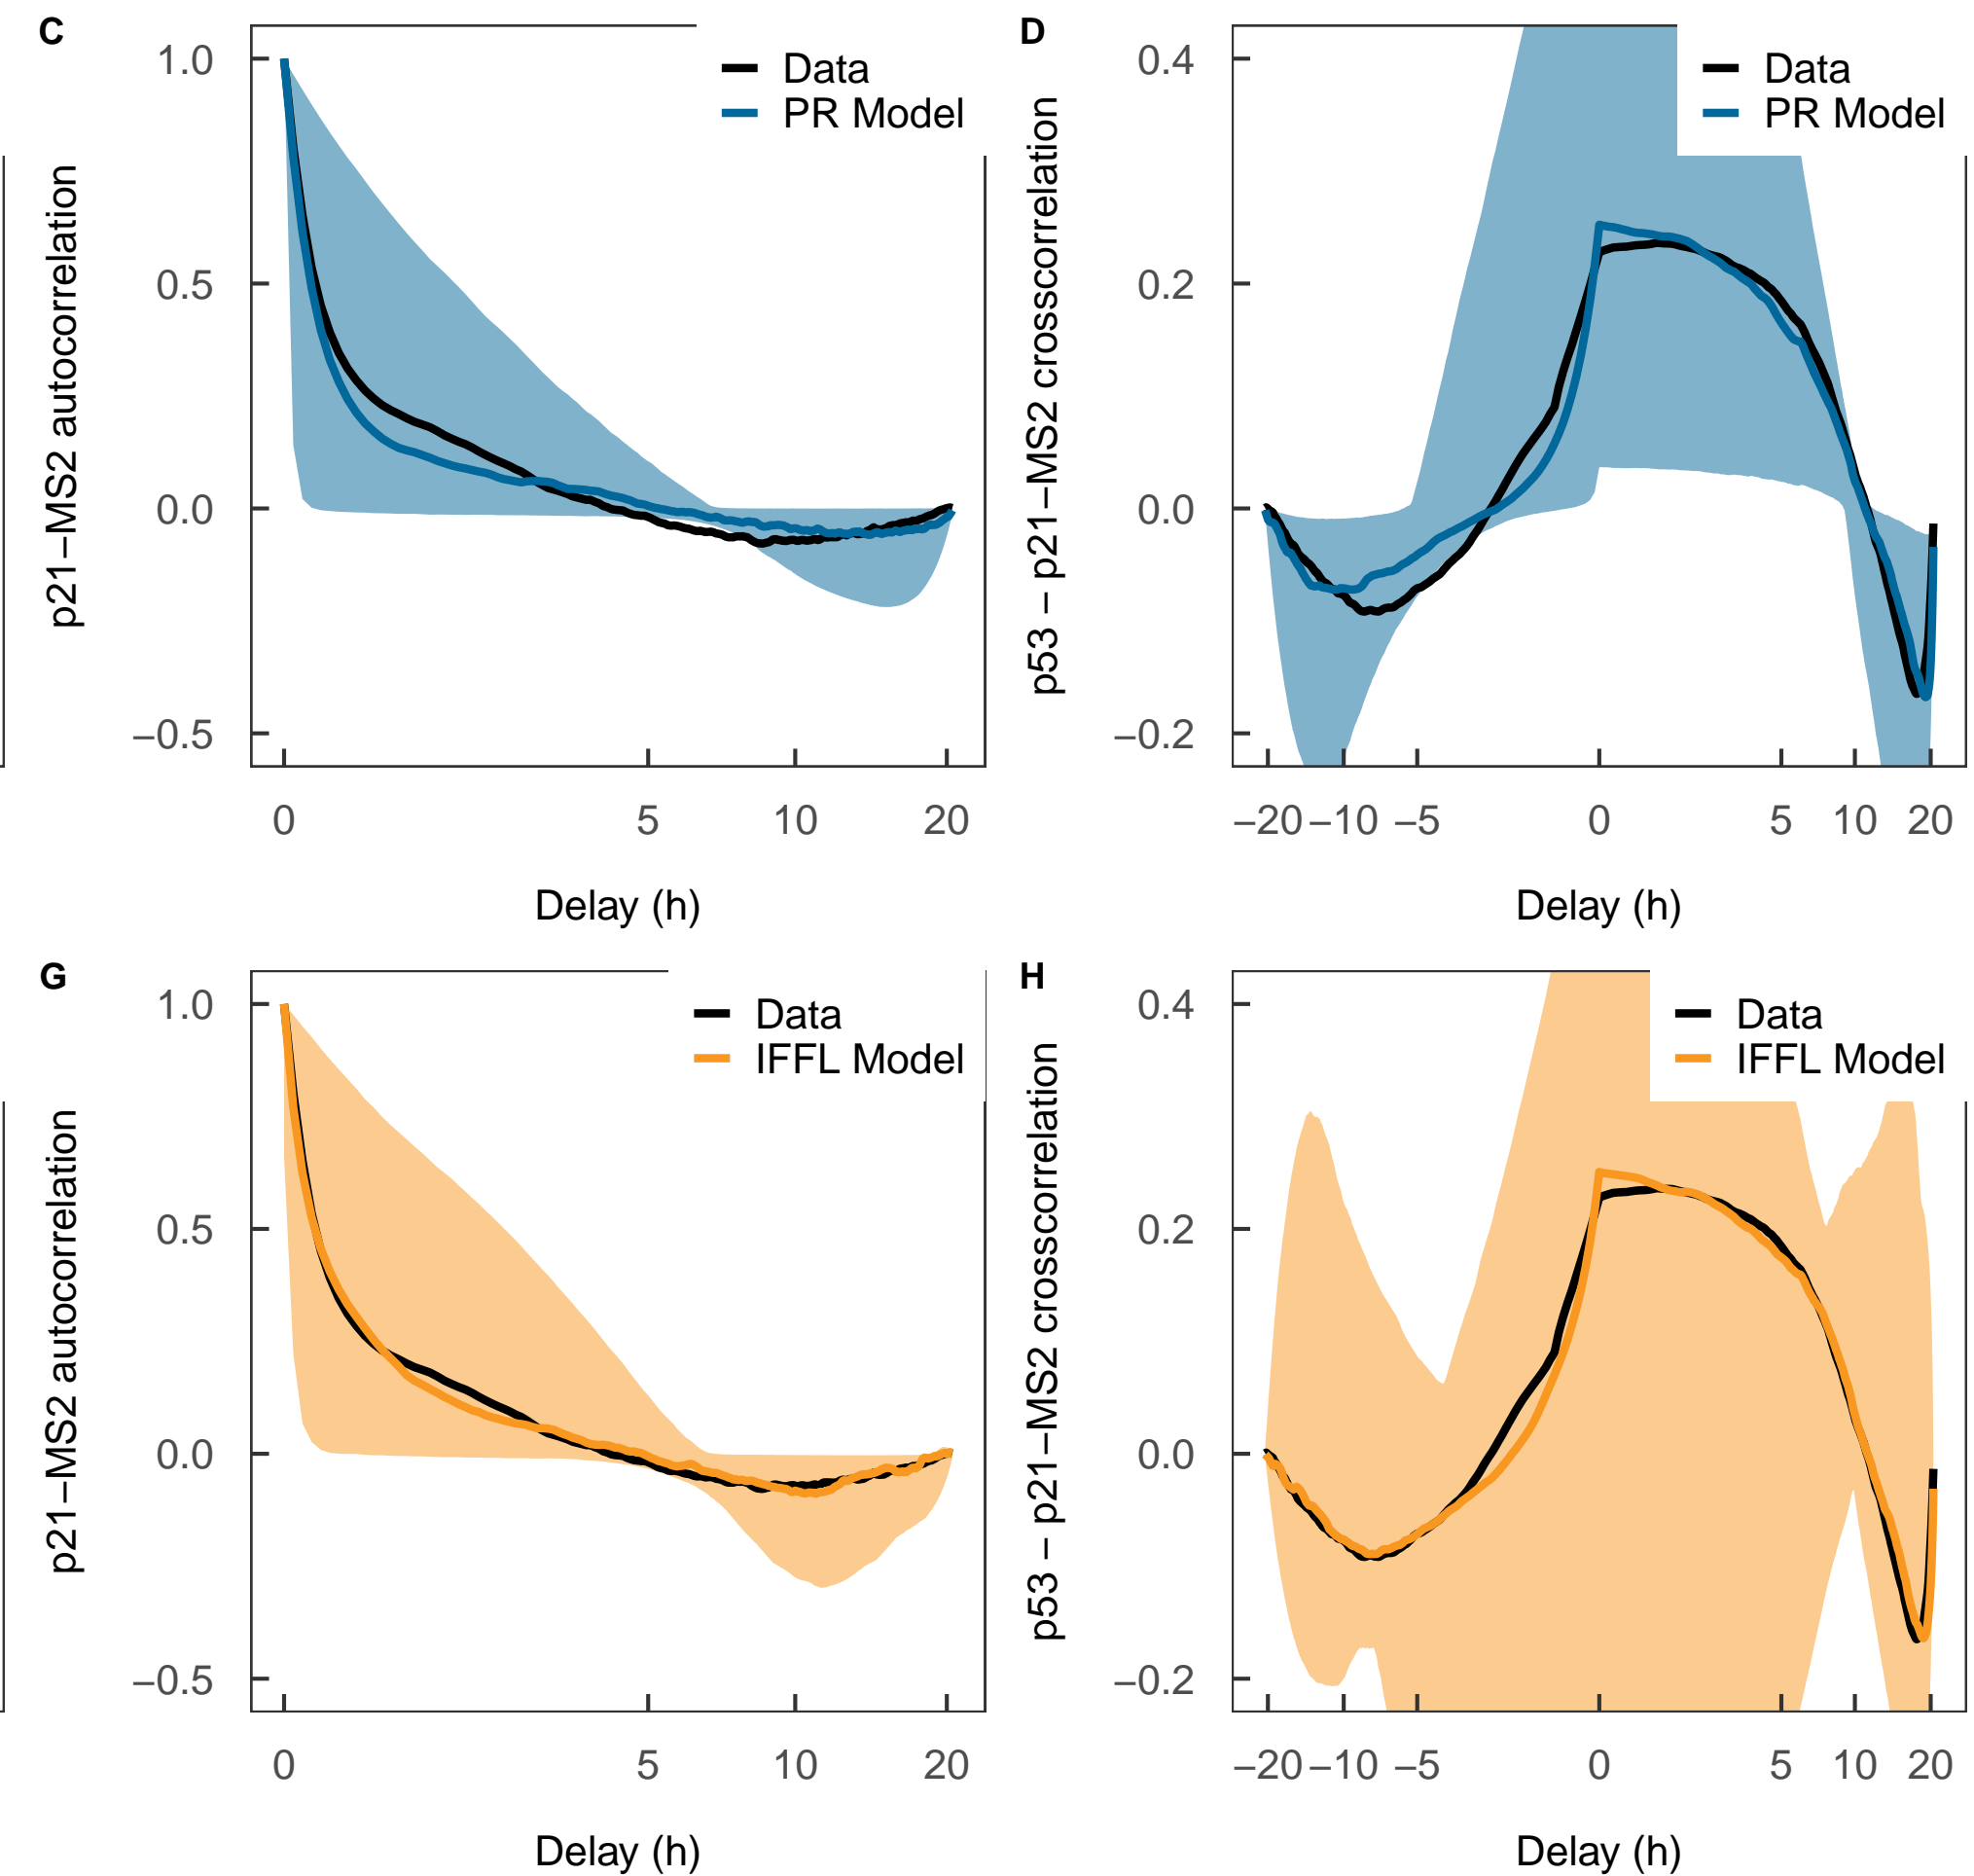 C
p21−MS2 autocorrelation
1.0
0.5
0.0
−0.5
Data
PR Model
0 5 10 20
Delay (h)
D
p53 − p21−MS2 crosscorrelation
0.4
0.2
0.0
−0.2
Data
PR Model
−20 −10 −5 0 5 10 20
Delay (h)
G
p21−MS2 autocorrelation
1.0
0.5
0.0
−0.5
Data
IFFL Model
0 5 10 20
Delay (h)
H
p53 − p21−MS2 crosscorrelation
0.4
0.2
0.0
−0.2
Data
IFFL Model
−20 −10 −5 0 5 10 20
Delay (h)